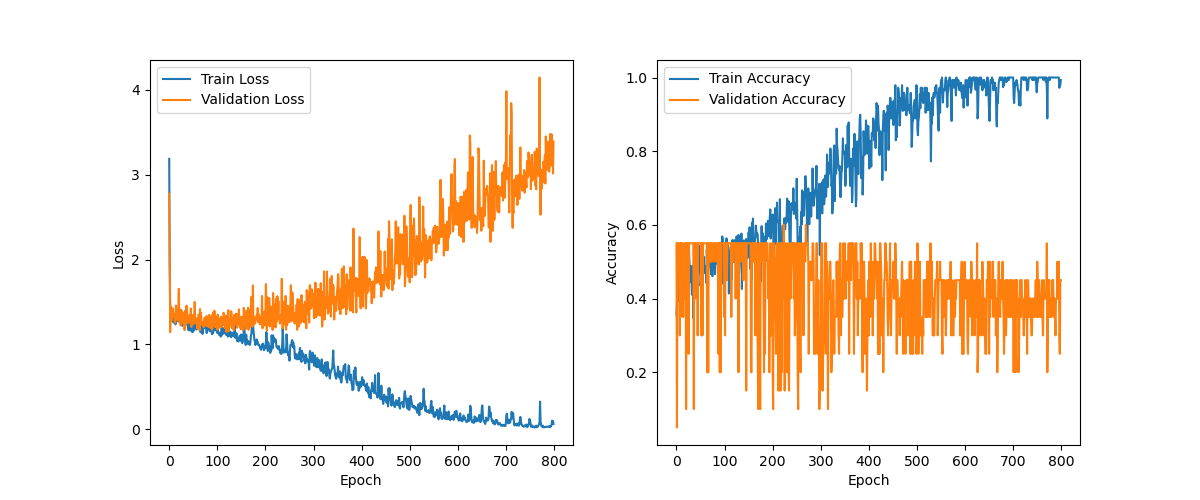 Train Loss
Validation Loss
4
3
2
1
0
Loss
0 100 200 300 400 500 600 700 800
Epoch
Train Accuracy
Validation Accuracy
1.0
0.8
0.6
0.4
0.2
Accuracy
0 100 200 300 400 500 600 700 800
Epoch